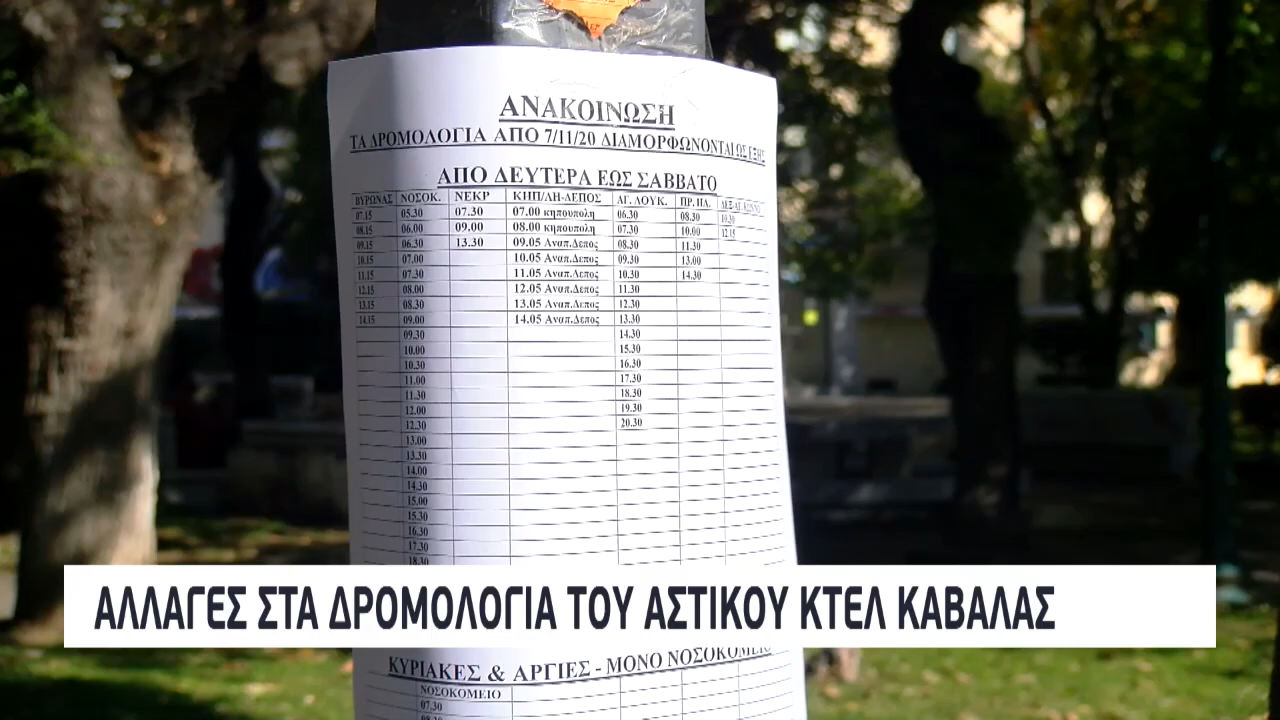 ΑΝΑΚΟΙΝΩΣΗ
ΤΑ ΔΡΟΜΟΛΟΓΙΑ ΑΠΟ 7/11/20 ΔΙΑΜΟΡΦΩΝΟΝΤΑΙ ΩΣ ΕΞΗΣ
ΑΠΟ ΔΕΥΤΕΡΑ ΕΩΣ ΣΑΒΒΑΤΟ
ΒΥΡΩΝΑΣ ΝΟΣΟΚ. ΝΕΚΡ ΚΗΠ/ΛΗ-ΔΕΠΟΣ ΑΓ. ΛΟΥΚ. ΠΡ. ΗΛ.
07.15 05.30 07.30 07.00 κηπουπολη 06.30 08.30 10.30
08.15 06.00 09.00 08.00 κηπουπολη 07.30 10.00 12.15
09.15 06.30 13.30 09.05 Αναπ.Δεπος 08.30 11.30
10.15 07.00 10.05 Αναπ.Δεπος 09.30 13.00
11.15 07.30 11.05 Αναπ.Δεπος 10.30 14.30
12.15 08.00 12.05 Αναπ.Δεπος 11.30
13.15 08.30 13.05 Αναπ.Δεπος 12.30
14.15 09.00 14.05 Αναπ.Δεπος 13.30
09.30 14.30
10.00 15.30
10.30 16.30
11.00 17.30
11.30 18.30
12.00 19.30
12.30 20.30
13.00
13.30
14.00
14.30
15.00
15.30
16.30
17.30
18.30
ΑΛΛΑΓΕΣ ΣΤΑ ΔΡΟΜΟΛΟΓΙΑ ΤΟΥ ΑΣΤΙΚΟΥ ΚΤΕΛ ΚΑΒΑΛΑΣ
ΚΥΡΙΑΚΕΣ & ΑΡΓΙΕΣ - ΜΟΝΟ ΝΟΣΟΚΟΜΕΙΟ
ΝΟΣΟΚΟΜΕΙΟ
07.30